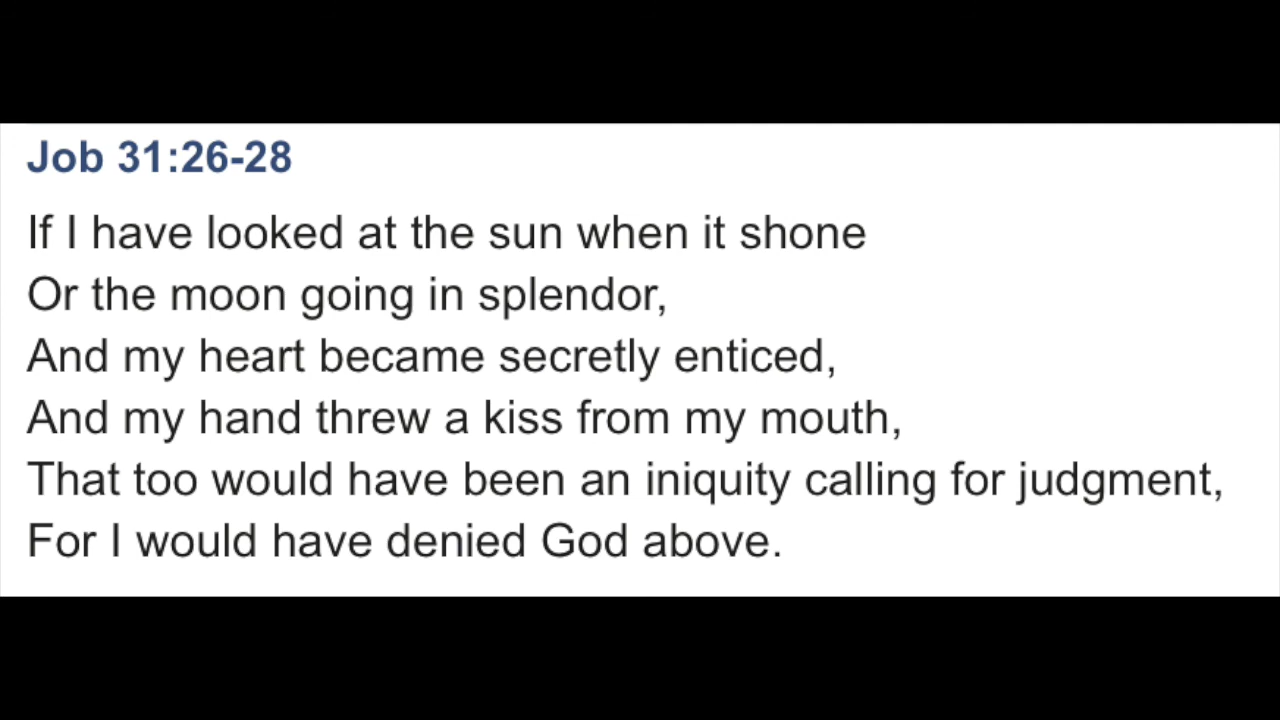 Job 31:26-28
If I have looked at the sun when it shone
Or the moon going in splendor,
And my heart became secretly enticed,
And my hand threw a kiss from my mouth,
That too would have been an iniquity calling for judgment,
For I would have denied God above.